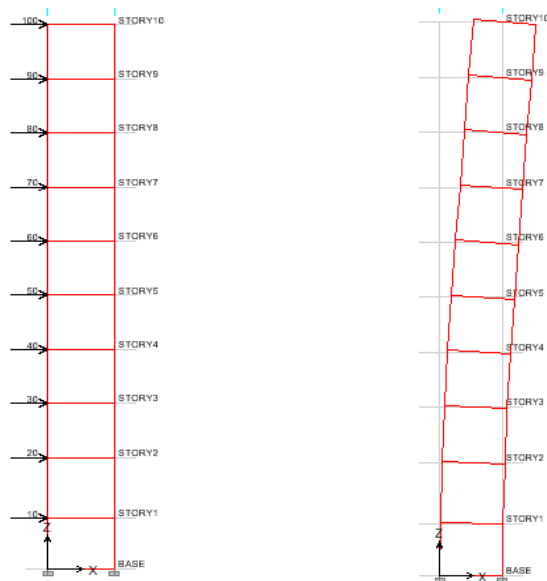 100 STORY10
90 STORY9
80 STORY8
70 STORY7
60 STORY6
50 STORY5
40 STORY4
30 STORY3
20 STORY2
10 STORY1
Z
X BASE
STORY10
STORY9
STORY8
STORY7
STORY6
STORY5
STORY4
STORY3
STORY2
STORY1
Z
X BASE